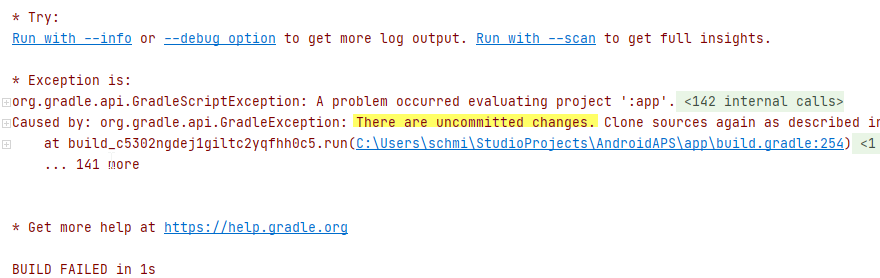 * Try:
Run with --info or --debug option to get more log output. Run with --scan to get full insights.
* Exception is:
org.gradle.api.GradleScriptException: A problem occurred evaluating project ':app'. <142 internal calls>
Caused by: org.gradle.api.GradleException: There are uncommitted changes. Clone sources again as described in
at build_c5302ngdej1giltc2yqfhh0c5.run(C:\Users\schmi\StudioProjects\AndroidAPS\app\build.gradle:254) <1
... 141 more
* Get more help at https://help.gradle.org
BUILD FAILED in 1s